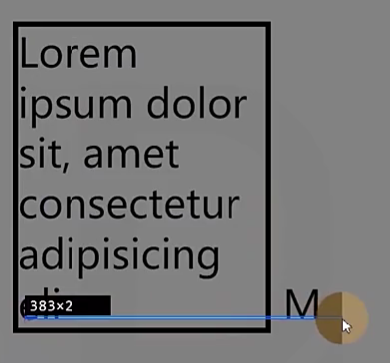 Lorem
ipsum dolor
sit, amet
consectetur
adipisicing
M
383×2